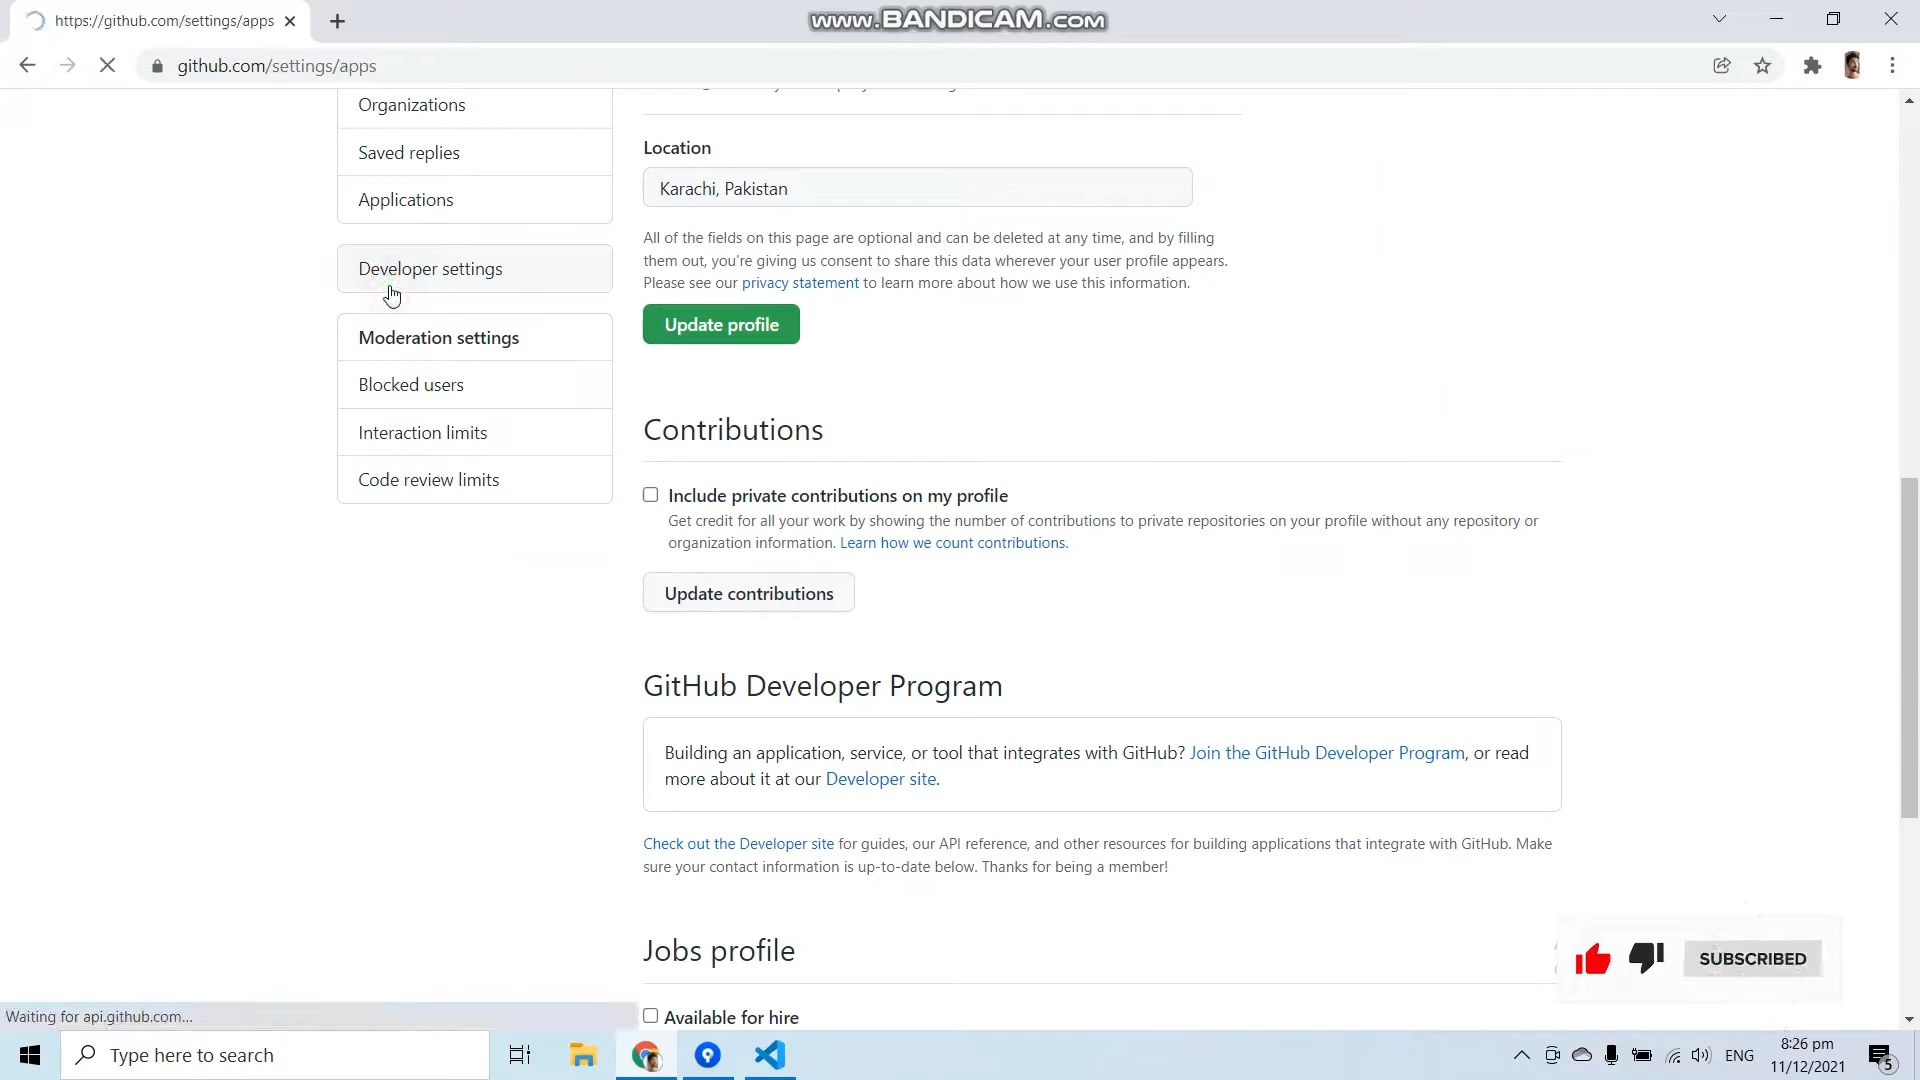 https://github.com/settings/apps
www.BANDICAM.com
github.com/settings/apps
Organizations
Saved replies
Applications
Developer settings
Moderation settings
Blocked users
Interaction limits
Code review limits
Location
Karachi, Pakistan
All of the fields on this page are optional and can be deleted at any time, and by filling
them out, you're giving us consent to share this data wherever your user profile appears.
Please see our privacy statement to learn more about how we use this information.
Update profile
Contributions
Include private contributions on my profile
Get credit for all your work by showing the number of contributions to private repositories on your profile without any repository or
organization information. Learn how we count contributions.
Update contributions
GitHub Developer Program
Building an application, service, or tool that integrates with GitHub? Join the GitHub Developer Program, or read
more about it at our Developer site.
Check out the Developer site for guides, our API reference, and other resources for building applications that integrate with GitHub. Make
sure your contact information is up-to-date below. Thanks for being a member!
Jobs profile
SUBSCRIBED
Available for hire
Waiting for api.github.com...
Type here to search
ENG
8:26 pm
11/12/2021
5